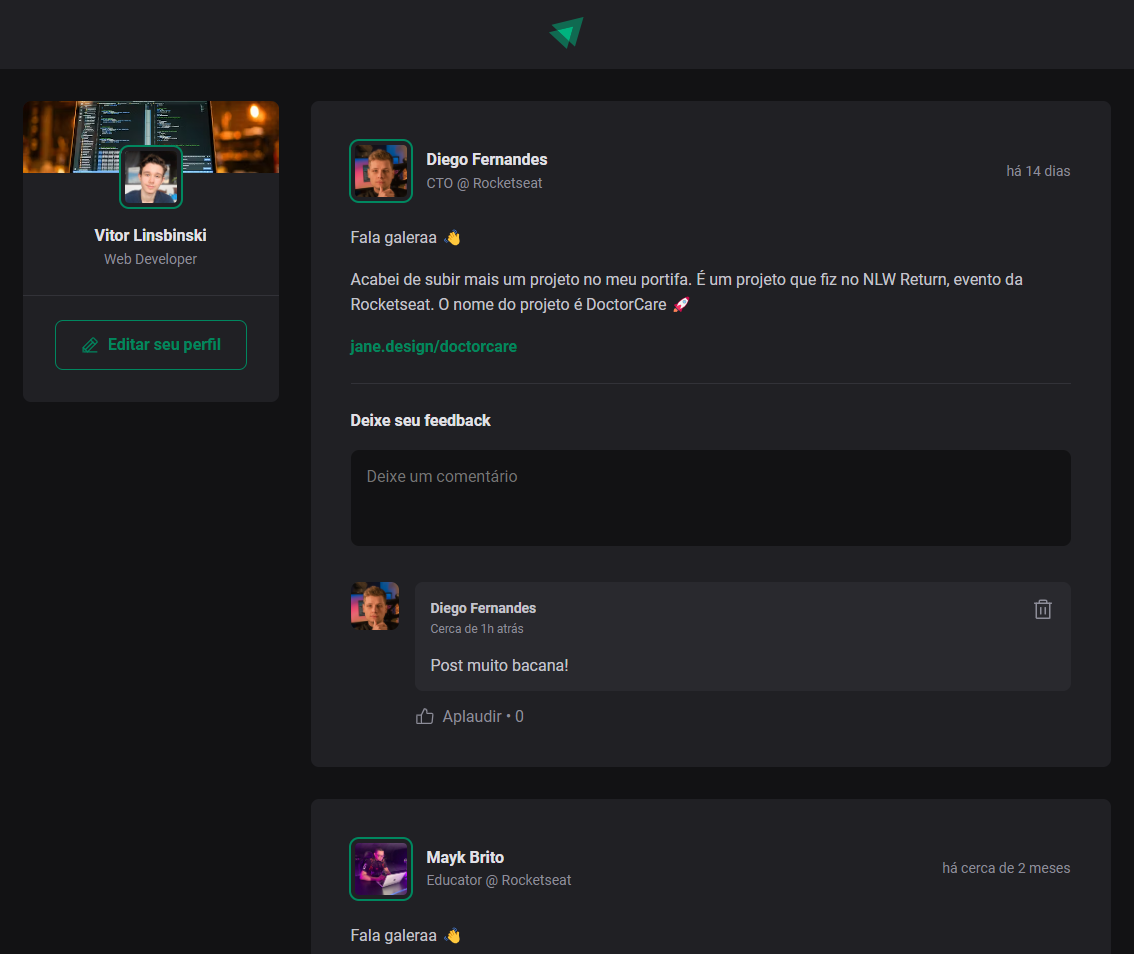 Vitor Linsbinski
Web Developer
Editar seu perfil
Diego Fernandes
CTO @ Rocketseat
há 14 dias
Fala galeraa 👋
Acabei de subir mais um projeto no meu portifa. É um projeto que fiz no NLW Return, evento da
Rocketseat. O nome do projeto é DoctorCare 🚀
jane.design/doctorcare
Deixe seu feedback
Deixe um comentário
Diego Fernandes
Cerca de 1h atrás
Post muito bacana!
Aplaudir • 0
Mayk Brito
Educator @ Rocketseat
há cerca de 2 meses
Fala galeraa 👋